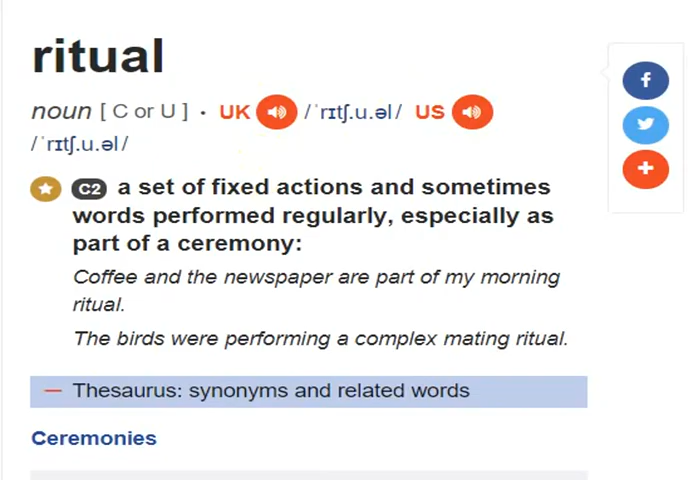 ritual
noun [ C or U ] · UK /ˈrɪtʃ.u.əl/ US
/ˈrɪtʃ.u.əl/
C2 a set of fixed actions and sometimes
words performed regularly, especially as
part of a ceremony:
Coffee and the newspaper are part of my morning
ritual.
The birds were performing a complex mating ritual.
— Thesaurus: synonyms and related words
Ceremonies